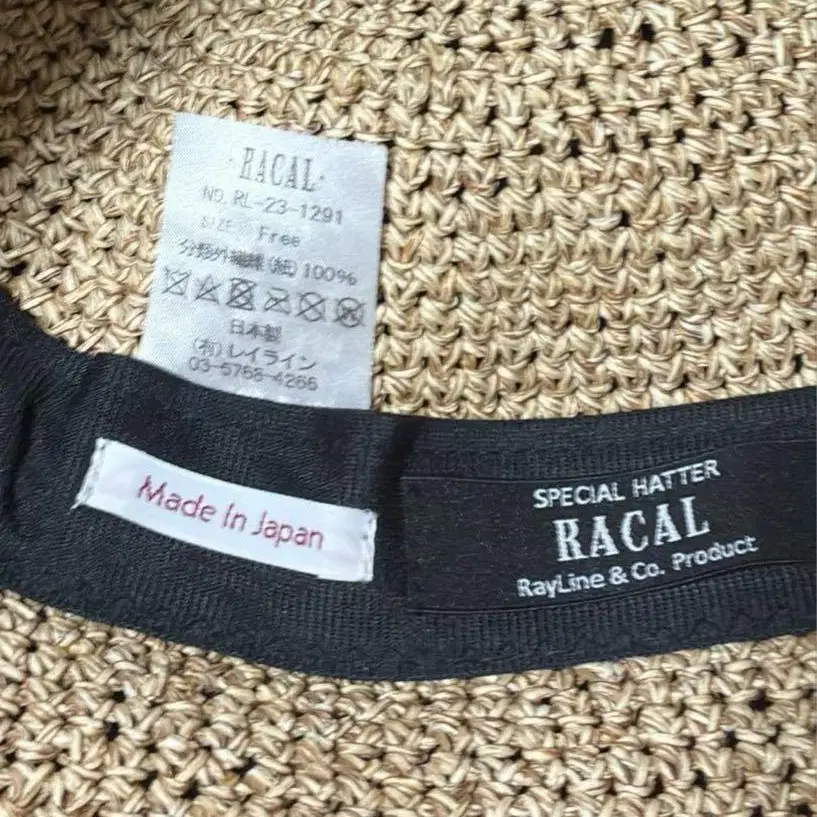 RACAL
NO. RL-23-1291
SIZE Free
分類外繊維(紙)100%
日本製
(有)レイライン
03-5768-4266
Made In Japan
SPECIAL HATTER
RACAL
RayLine & Co. Product